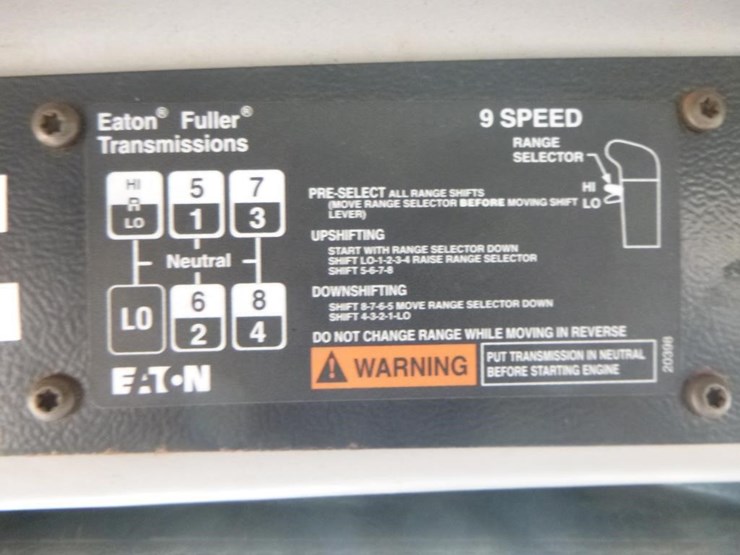 Eaton® Fuller®
Transmissions
9 SPEED
RANGE
SELECTOR
HI
LO
HI
R
LO
5
1
7
3
Neutral
LO
6
2
8
4
PRE-SELECT ALL RANGE SHIFTS
(MOVE RANGE SELECTOR BEFORE MOVING SHIFT
LEVER)
UPSHIFTING
START WITH RANGE SELECTOR DOWN
SHIFT LO-1-2-3-4 RAISE RANGE SELECTOR
SHIFT 5-6-7-8
DOWNSHIFTING
SHIFT 8-7-6-5 MOVE RANGE SELECTOR DOWN
SHIFT 4-3-2-1-LO
DO NOT CHANGE RANGE WHILE MOVING IN REVERSE
EATON
WARNING
PUT TRANSMISSION IN NEUTRAL
BEFORE STARTING ENGINE
20398